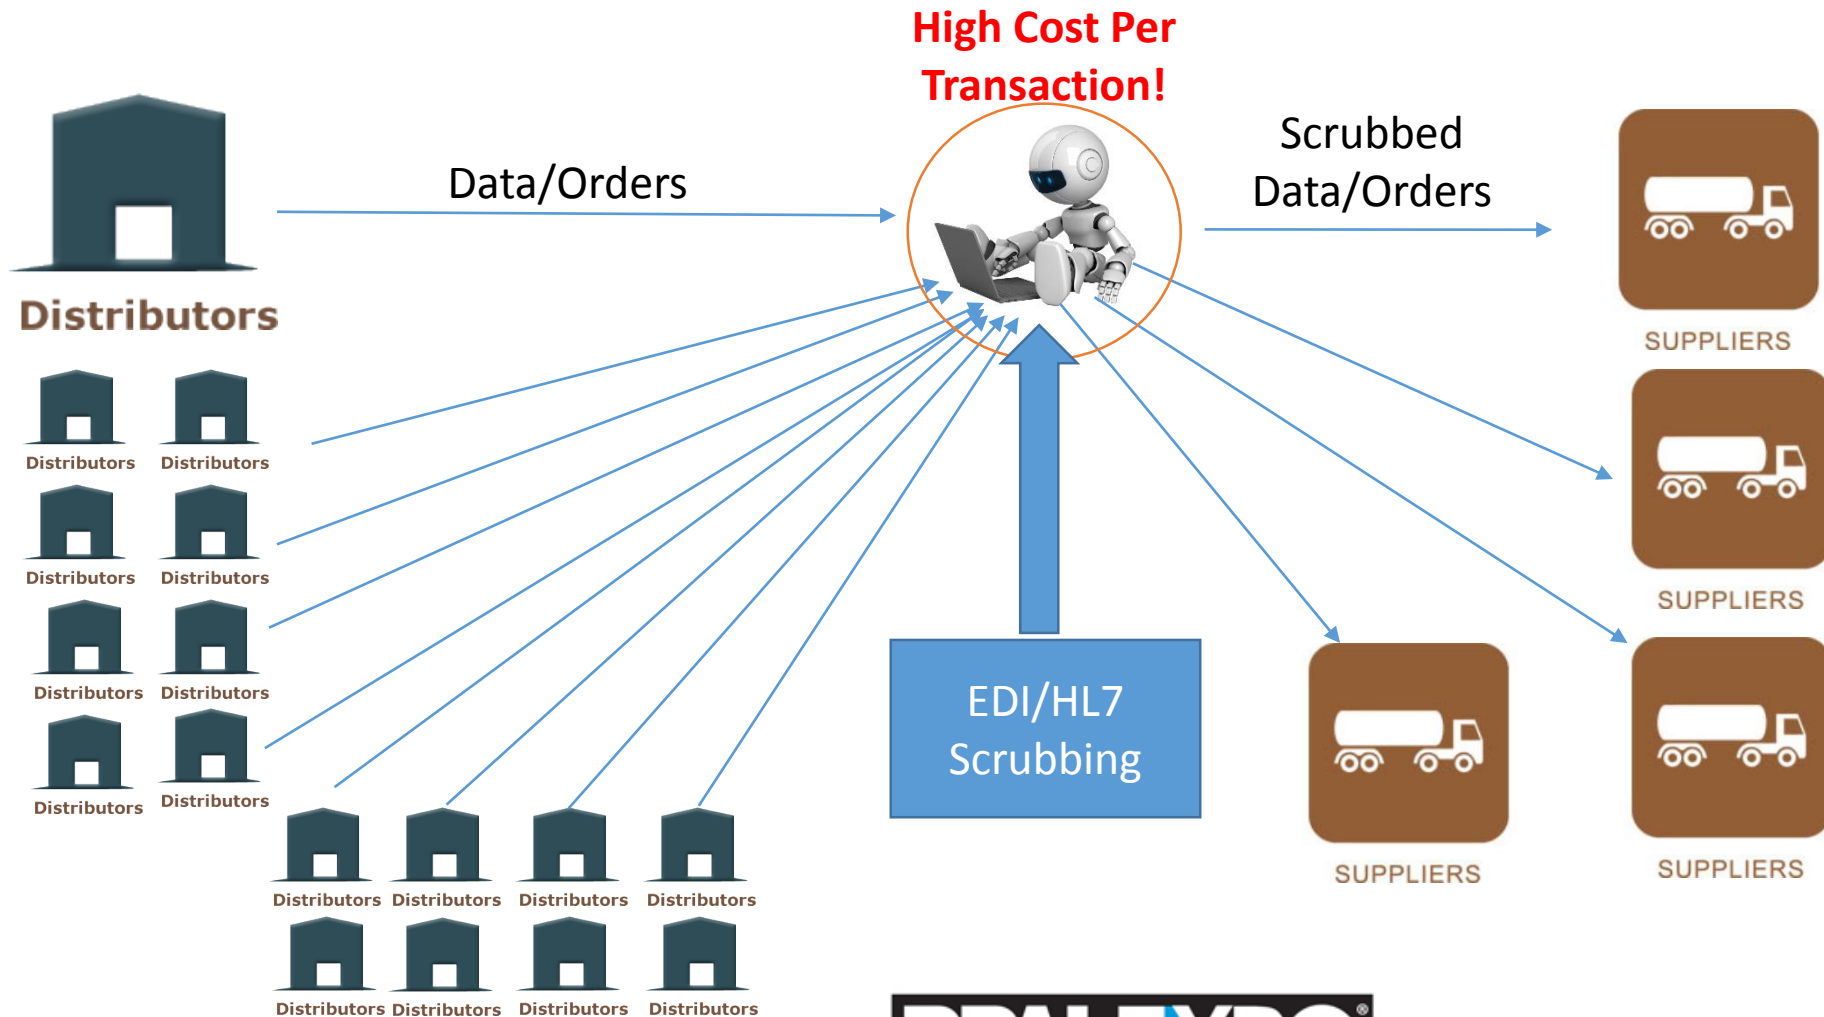 High Cost Per
Transaction!
Data/Orders
Scrubbed
Data/Orders
Distributors
SUPPLIERS
Distributors Distributors
Distributors Distributors
SUPPLIERS
Distributors Distributors
EDI/HL7
Scrubbing
Distributors Distributors
SUPPLIERS
SUPPLIERS
Distributors Distributors Distributors Distributors
Distributors Distributors Distributors Distributors